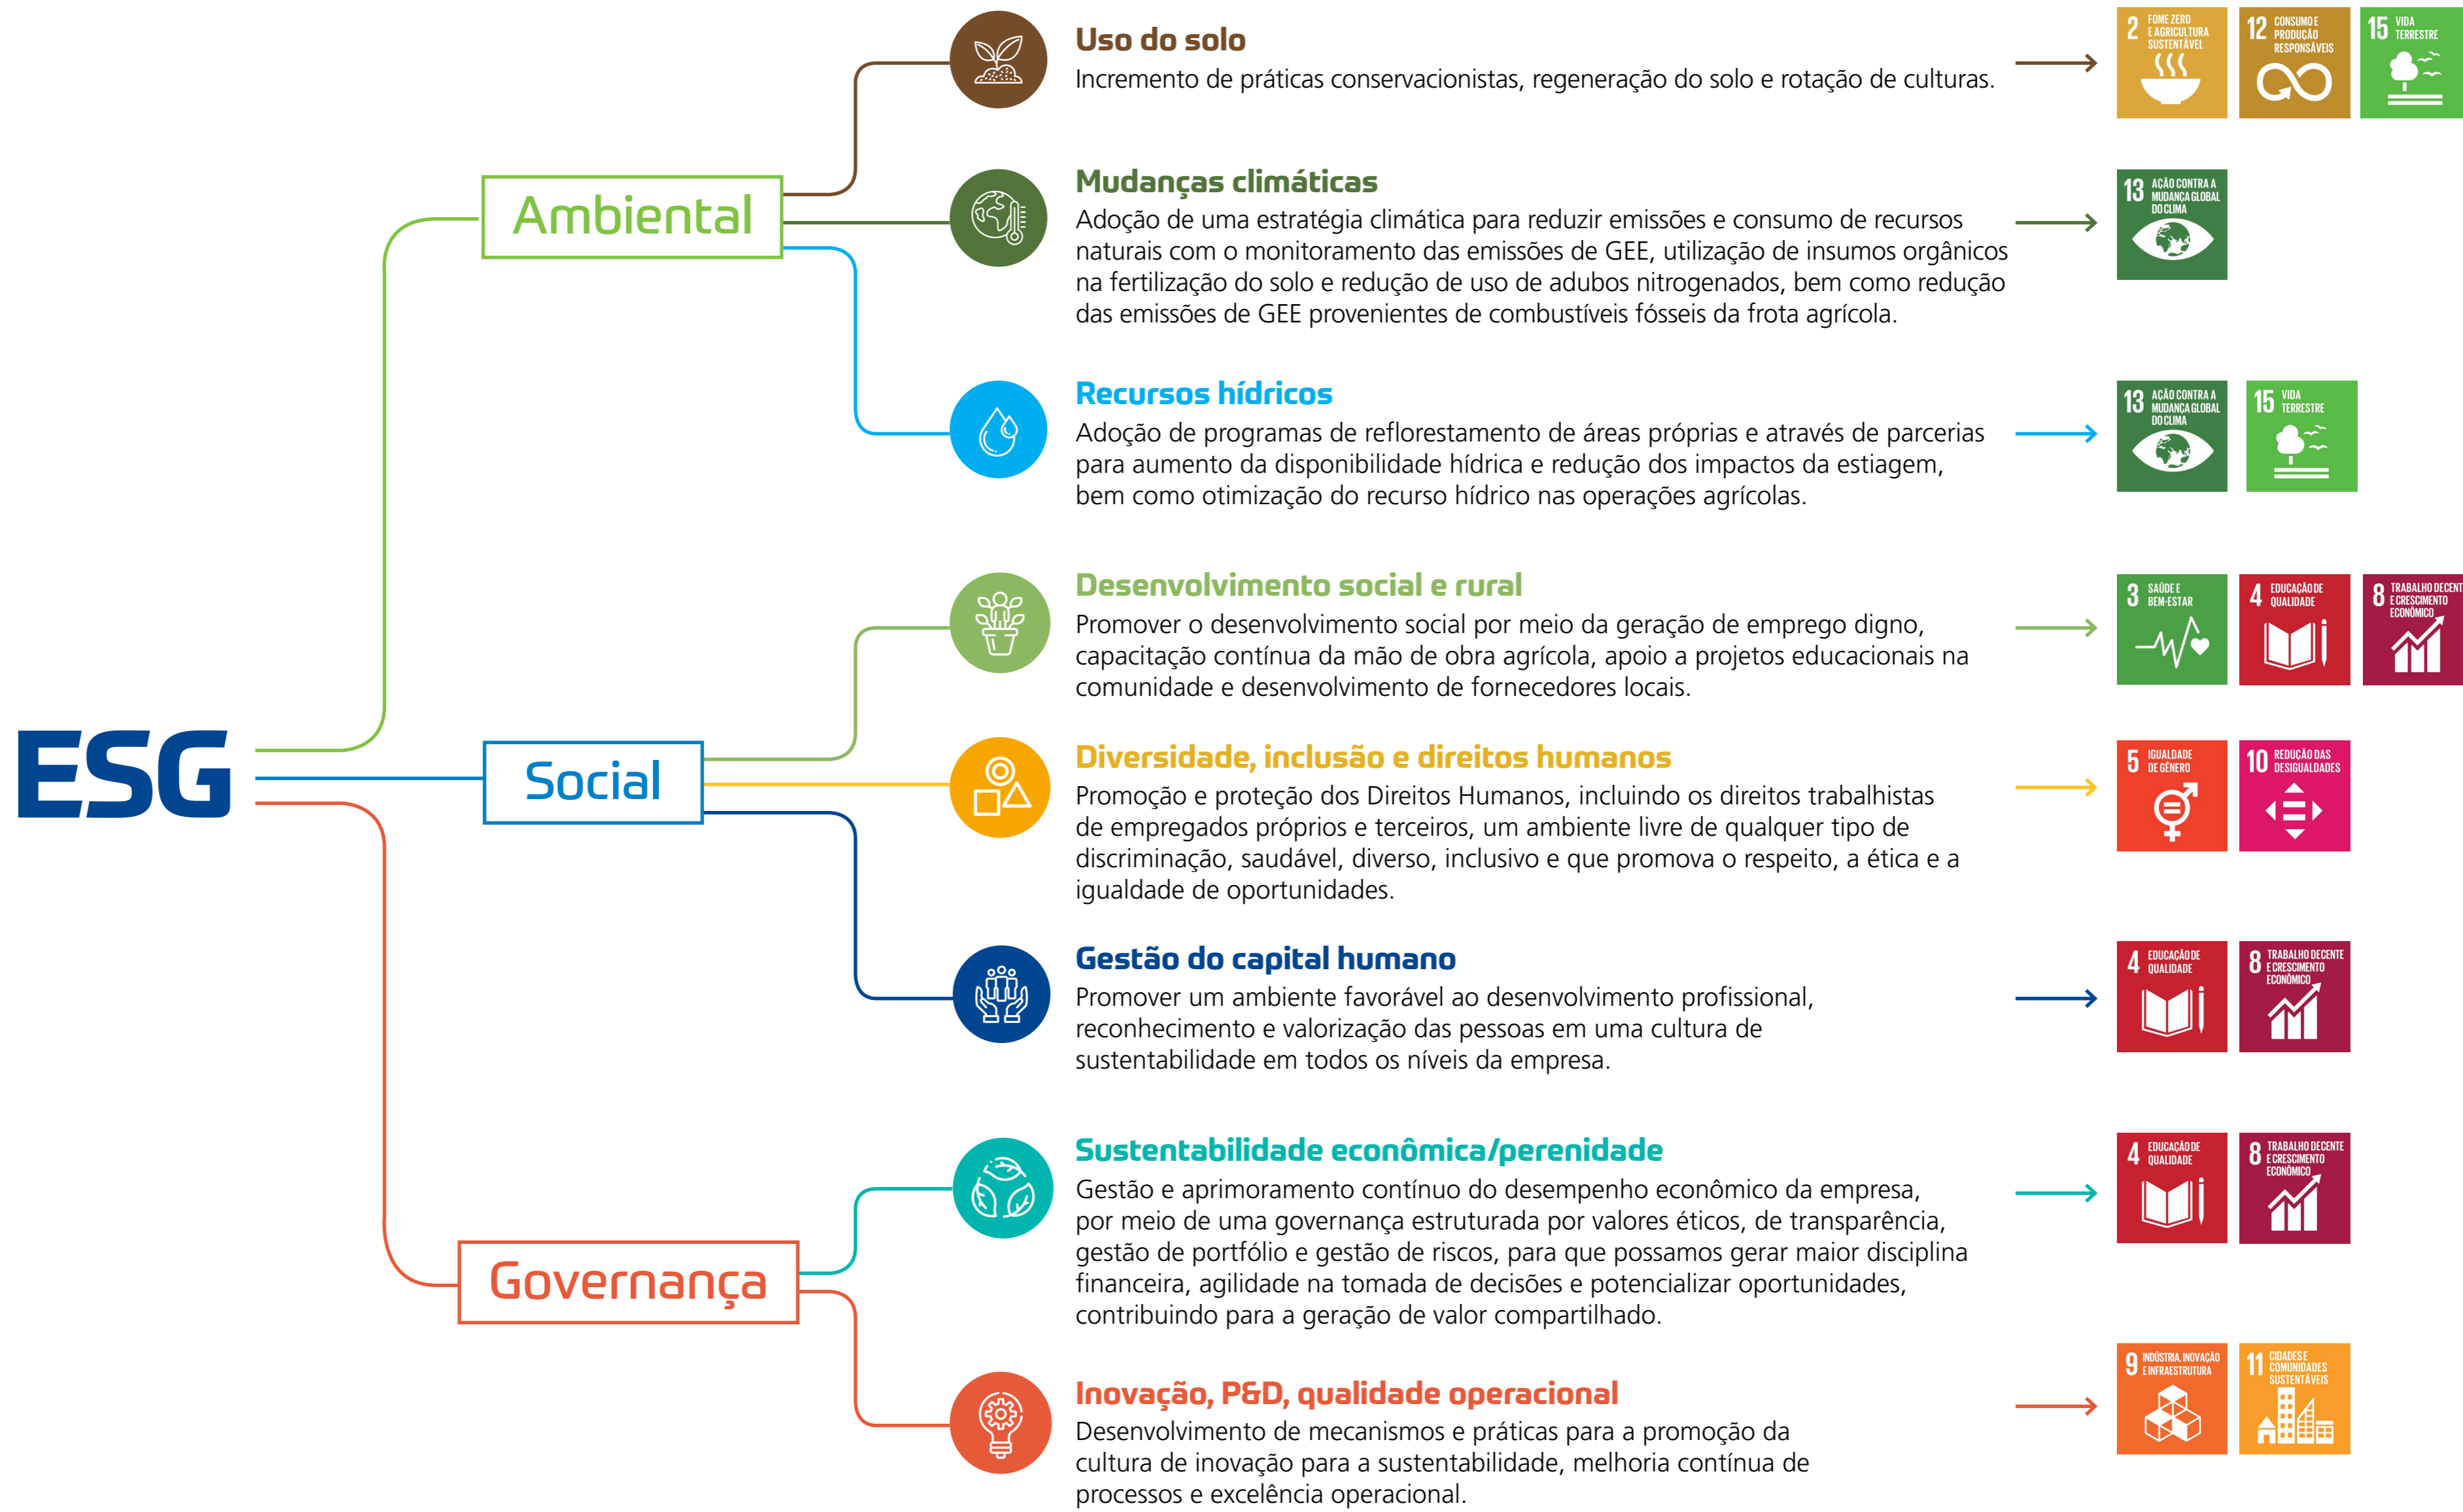 ESG
Ambiental
Uso do solo
Incremento de práticas conservacionistas, regeneração do solo e rotação de culturas.
2 FOME ZERO
E AGRICULTURA
SUSTENTÁVEL
12 CONSUMO E
PRODUÇÃO
RESPONSÁVEIS
15 VIDA
TERRESTRE
Mudanças climáticas
Adoção de uma estratégia climática para reduzir emissões e consumo de recursos
naturais com o monitoramento das emissões de GEE, utilização de insumos orgânicos
na fertilização do solo e redução de uso de adubos nitrogenados, bem como redução
das emissões de GEE provenientes de combustíveis fósseis da frota agrícola.
13 AÇÃO CONTRA A
MUDANÇA GLOBAL
DO CLIMA
Recursos hídricos
Adoção de programas de reflorestamento de áreas próprias e através de parcerias
para aumento da disponibilidade hídrica e redução dos impactos da estiagem,
bem como otimização do recurso hídrico nas operações agrícolas.
13 AÇÃO CONTRA A
MUDANÇA GLOBAL
DO CLIMA
15 VIDA
TERRESTRE
Social
Desenvolvimento social e rural
Promover o desenvolvimento social por meio da geração de emprego digno,
capacitação contínua da mão de obra agrícola, apoio a projetos educacionais na
comunidade e desenvolvimento de fornecedores locais.
3 SAÚDE E
BEM-ESTAR
4 EDUCAÇÃO DE
QUALIDADE
8 TRABALHO DECENT
E CRESCIMENTO
ECONÔMICO
Diversidade, inclusão e direitos humanos
Promoção e proteção dos Direitos Humanos, incluindo os direitos trabalhistas
de empregados próprios e terceiros, um ambiente livre de qualquer tipo de
discriminação, saudável, diverso, inclusivo e que promova o respeito, a ética e a
igualdade de oportunidades.
5 IGUALDADE
DE GÊNERO
10 REDUÇÃO DAS
DESIGUALDADES
Gestão do capital humano
Promover um ambiente favorável ao desenvolvimento profissional,
reconhecimento e valorização das pessoas em uma cultura de
sustentabilidade em todos os níveis da empresa.
4 EDUCAÇÃO DE
QUALIDADE
8 TRABALHO DECENTE
E CRESCIMENTO
ECONÔMICO
Governança
Sustentabilidade econômica/perenidade
Gestão e aprimoramento contínuo do desempenho econômico da empresa,
por meio de uma governança estruturada por valores éticos, de transparência,
gestão de portfólio e gestão de riscos, para que possamos gerar maior disciplina
financeira, agilidade na tomada de decisões e potencializar oportunidades,
contribuindo para a geração de valor compartilhado.
4 EDUCAÇÃO DE
QUALIDADE
8 TRABALHO DECENTE
E CRESCIMENTO
ECONÔMICO
Inovação, P&D, qualidade operacional
Desenvolvimento de mecanismos e práticas para a promoção da
cultura de inovação para a sustentabilidade, melhoria contínua de
processos e excelência operacional.
9 INDÚSTRIA, INOVAÇÃO
E INFRAESTRUTURA
11 CIDADES E
COMUNIDADES
SUSTENTÁVEIS